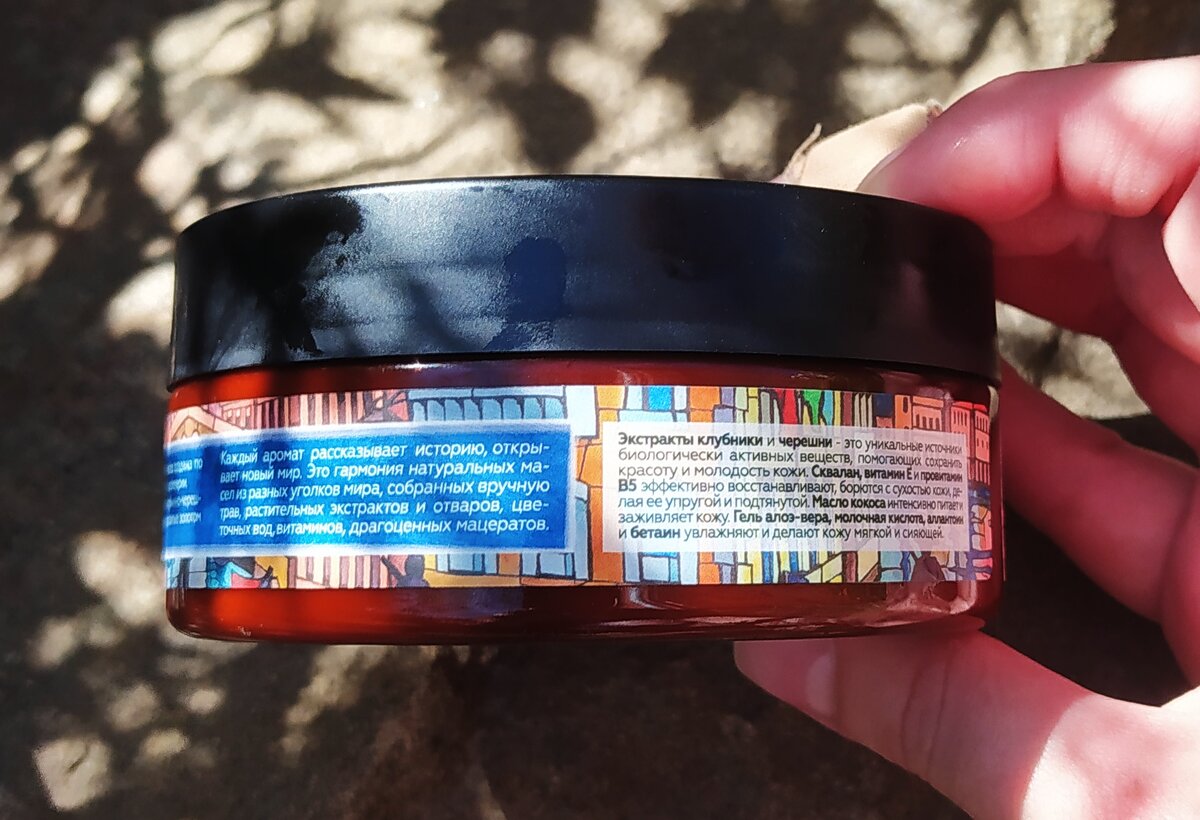 Каждый аромат рассказывает историю, откры-
вает новый мир. Это гармония натуральных ма-
сел из разных уголков мира, собранных вручную
трав, растительных экстрактов и отваров, цве-
точных вод, витаминов, драгоценных мацератов.
Экстракты клубники и черешни - это уникальные источники
биологически активных веществ, помогающих сохранить
красоту и молодость кожи. Сквалан, витамин Е и провитамин
B5 эффективно восстанавливают, борются с сухостью кожи, де-
лая ее упругой и подтянутой. Масло кокоса интенсивно питает и
заживляет кожу. Гель алоэ-вера, молочная кислота, аллантоин
и бетаин увлажняют и делают кожу мягкой и сияющей.